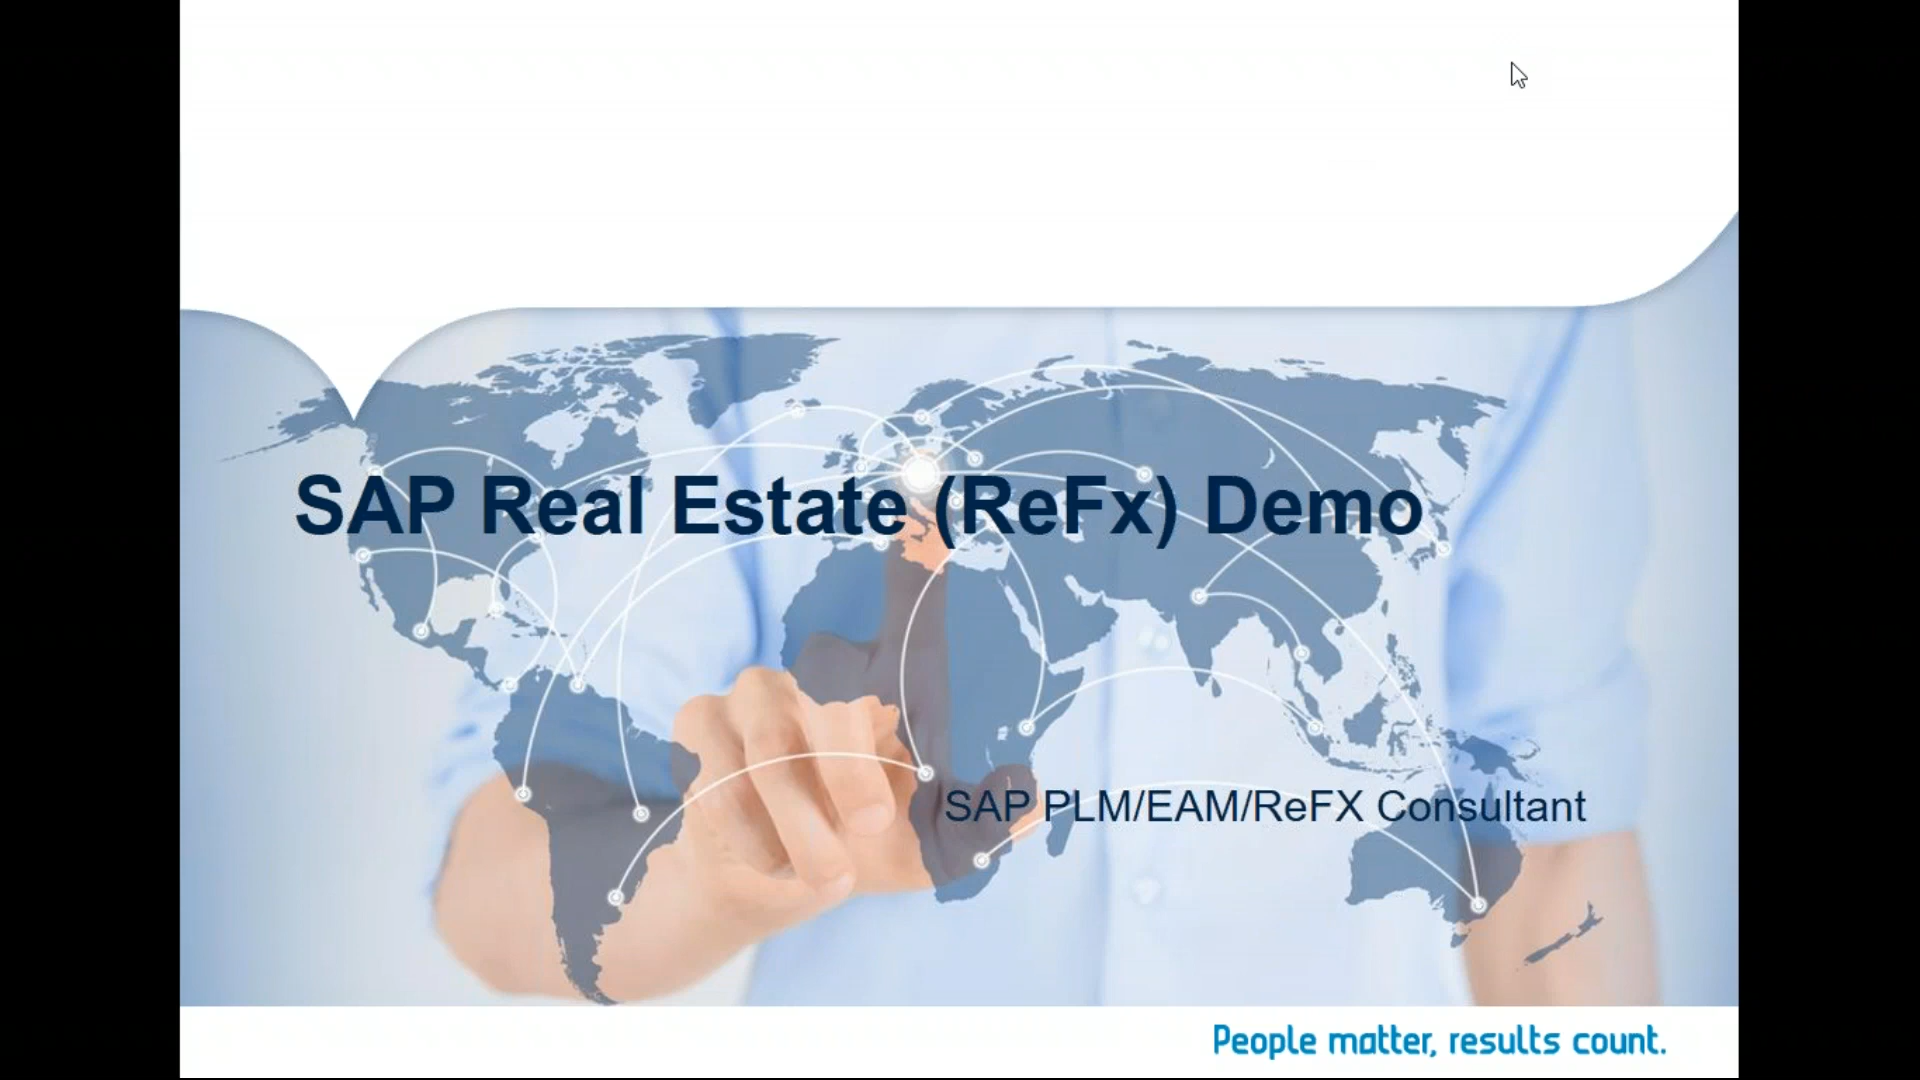 SAP Real Estate (ReFx) Demo
SAP PLM/EAM/ReFX Consultant
People matter, results count.